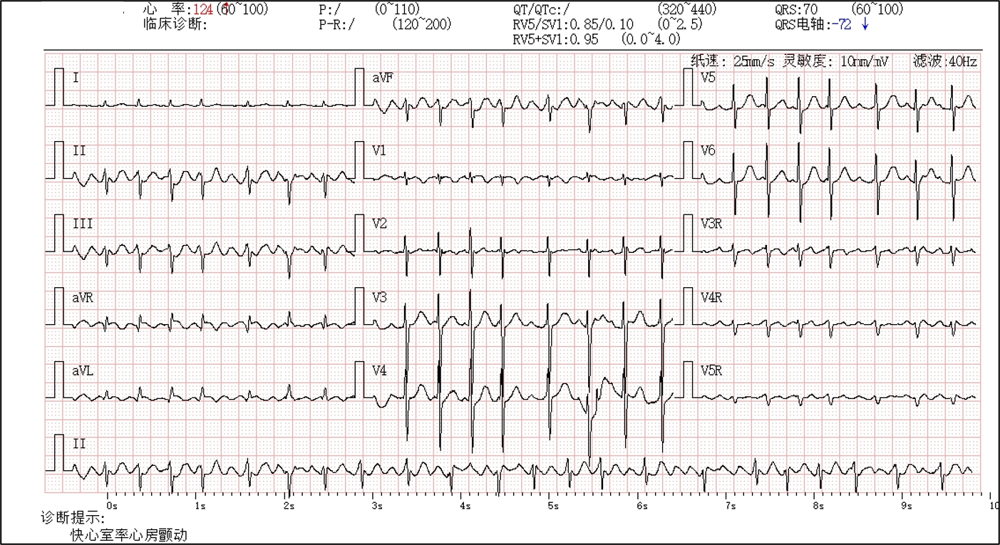 心 率:124↑(60~100) P:/ (0~110) QT/QTc:/ (320~440) QRS:70 (60~100)
临床诊断: P-R:/ (120~200) RV5/SV1:0.85/0.10 (0~2.5) QRS电轴:-72 ↓
RV5+SV1:0.95 (0.0~4.0)
纸速: 25mm/s 灵敏度: 10mm/mV 滤波:40Hz
I aVF V5
II V1 V6
III V2 V3R
aVR V3 V4R
aVL V4 V5R
II
0s 1s 2s 3s 4s 5s 6s 7s 8s 9s 10
诊断提示:
快心室率心房颤动